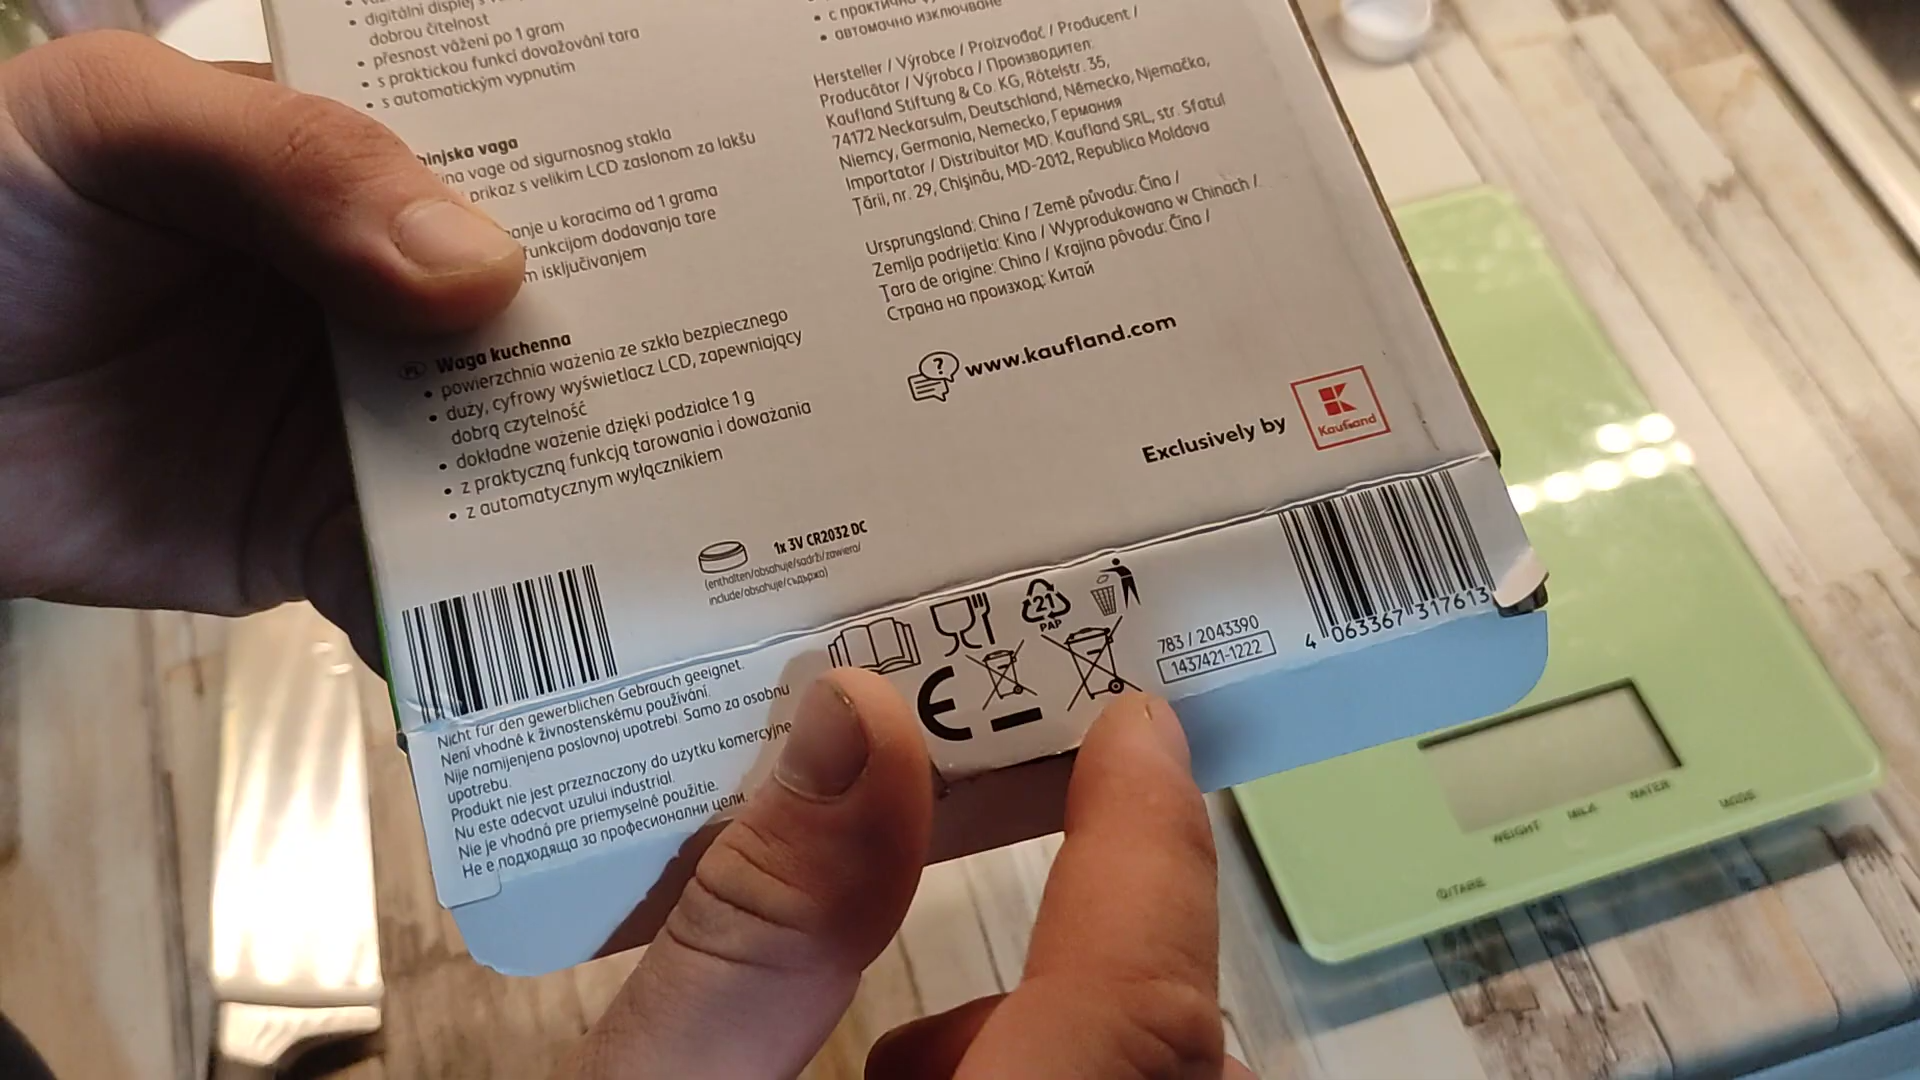 digitální displej s
dobrou čitelnost
• přesnost vážení po 1 gram
• s praktickou funkcí dovažování tara
• s automatickým vypnutím
vaga
vage od sigurnosnog stakla
prikaz s velikim LCD zaslonom za lakšu
u koracima od 1 grama
funkcijom dodavanja tare
isključivanjem
PL Waga kuchenna
• powierzchnia ważenia ze szkła bezpiecznego
• duży, cyfrowy wyświetlacz LCD, zapewniający
dobrą czytelność
• dokładne ważenie dzięki podziałce 1 g
• z praktyczną funkcją tarowania i doważania
• z automatycznym wyłącznikiem
1x 3V CR2032 DC
(enthalten/obsahuje/sadrži/zawiera/
include/obsahuje/съдържа)
• автомачно изключване
Hersteller / Výrobce / Proizvođač / Producent /
Producător / Výrobca / Производител:
Kaufland Stiftung & Co. KG, Rötelstr. 35,
74172 Neckarsulm, Deutschland, Německo, Njemačka,
Niemcy, Germania, Nemecko, Германия
Importator / Distribuitor MD: Kaufland SRL, str. Sfatul
Țării, nr. 29, Chișinău, MD-2012, Republica Moldova
Ursprungsland: China / Země původu: Čína /
Zemlja podrijetla: Kina / Wyprodukowano w Chinach /
Țara de origine: China / Krajina pôvodu: Čína /
Страна на произход: Китай
www.kaufland.com
Exclusively by
Kaufland
Nicht für den gewerblichen Gebrauch geeignet.
Není vhodné k živnostenskému používání.
Nije namijenjena poslovnoj upotrebi. Samo za osobnu
upotrebu.
Produkt nie jest przeznaczony do użytku komercyjne
Nu este adecvat uzului industrial.
Nie je vhodná pre priemyselné použitie.
Не е подходяща за професионални цели.
21
PAP
CE
783 / 2043390
1437421-1222
4 063367 317613
WEIGHT
MILK
WATER
MODE
TARE